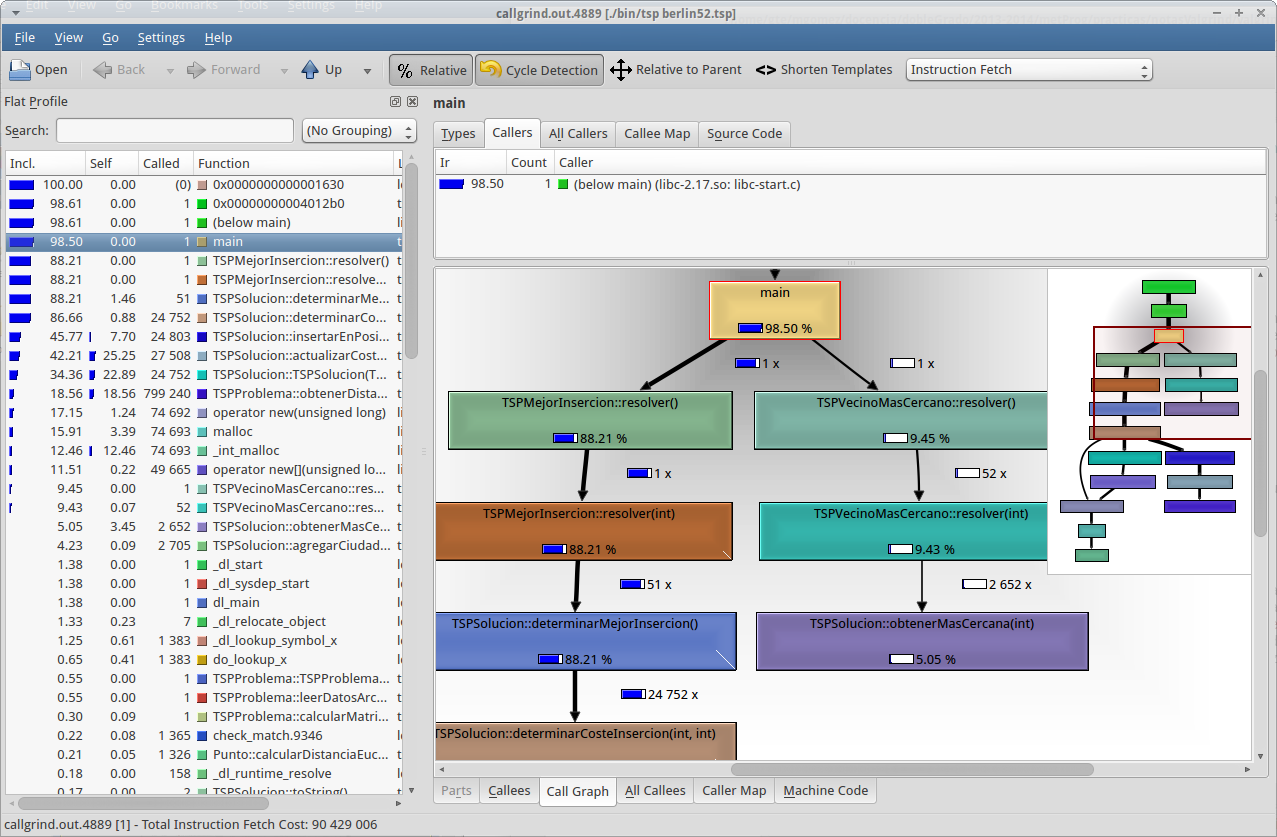 Edit View Go Bookmarks Tools Settings Help
callgrind.out.4889 [./bin/tsp berlin52.tsp]
File View Go Settings Help
Open Back Forward Up % Relative Cycle Detection Relative to Parent <> Shorten Templates Instruction Fetch
Flat Profile
Search: (No Grouping)
Incl. Self Called Function
100.00 0.00 (0) 0x0000000000001630
98.61 0.00 1 0x00000000004012b0
98.61 0.00 1 (below main)
98.50 0.00 1 main
88.21 0.00 1 TSPMejorInsercion::resolver()
88.21 0.00 1 TSPMejorInsercion::resolve...
88.21 1.46 51 TSPSolucion::determinarMe...
86.66 0.88 24 752 TSPSolucion::determinarCo...
45.77 7.70 24 803 TSPSolucion::insertarEnPosi...
42.21 25.25 27 508 TSPSolucion::actualizarCost...
34.36 22.89 24 752 TSPSolucion::TSPSolucion(T...
18.56 18.56 799 240 TSPProblema::obtenerDista...
17.15 1.24 74 692 operator new(unsigned long)
15.91 3.39 74 693 malloc
12.46 12.46 74 693 _int_malloc
11.51 0.22 49 665 operator new[](unsigned lo...
9.45 0.00 1 TSPVecinoMasCercano::res...
9.43 0.07 52 TSPVecinoMasCercano::res...
5.05 3.45 2 652 TSPSolucion::obtenerMasCe...
4.23 0.09 2 705 TSPSolucion::agregarCiudad...
1.38 0.00 1 _dl_start
1.38 0.00 1 _dl_sysdep_start
1.38 0.00 1 dl_main
1.33 0.23 7 _dl_relocate_object
1.25 0.61 1 383 _dl_lookup_symbol_x
0.65 0.41 1 383 do_lookup_x
0.55 0.00 1 TSPProblema::TSPProblema...
0.55 0.00 1 TSPProblema::leerDatosArc...
0.30 0.09 1 TSPProblema::calcularMatri...
0.22 0.08 1 365 check_match.9346
0.21 0.05 1 326 Punto::calcularDistanciaEuc...
0.18 0.00 158 _dl_runtime_resolve
0.17 0.00 2 TSPSolucion::toString()
main
Types Callers All Callers Callee Map Source Code
Ir Count Caller
98.50 1 (below main) (libc-2.17.so: libc-start.c)
main
98.50 %
1 x 1 x
TSPMejorInsercion::resolver() TSPVecinoMasCercano::resolver()
88.21 % 9.45 %
1 x 52 x
TSPMejorInsercion::resolver(int) TSPVecinoMasCercano::resolver(int)
88.21 % 9.43 %
51 x 2 652 x
TSPSolucion::determinarMejorInsercion() TSPSolucion::obtenerMasCercana(int)
88.21 % 5.05 %
24 752 x
TSPSolucion::determinarCosteInsercion(int, int)
Parts Callees Call Graph All Callees Caller Map Machine Code
callgrind.out.4889 [1] - Total Instruction Fetch Cost: 90 429 006